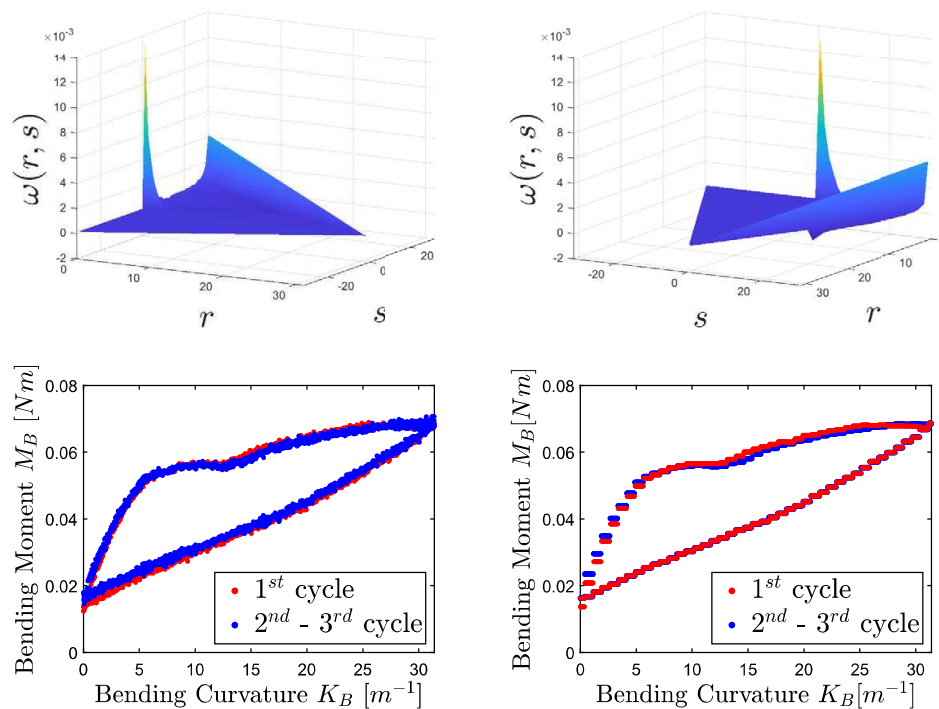 ×10⁻³
14
12
10
8
6
4
2
0
-2
ω(r, s)
0
10
20
30
r
-20
0
20
s
×10⁻³
14
12
10
8
6
4
2
0
-2
ω(r, s)
-20
0
20
s
30
20
10
r
0.08
0.06
0.04
0.02
0
Bending Moment M_B [Nm]
1st cycle
2nd - 3rd cycle
0 5 10 15 20 25 30
Bending Curvature K_B [m⁻¹]
0.08
0.06
0.04
0.02
0
Bending Moment M_B[Nm]
1st cycle
2nd - 3rd cycle
0 5 10 15 20 25 30
Bending Curvature K_B [m⁻¹]